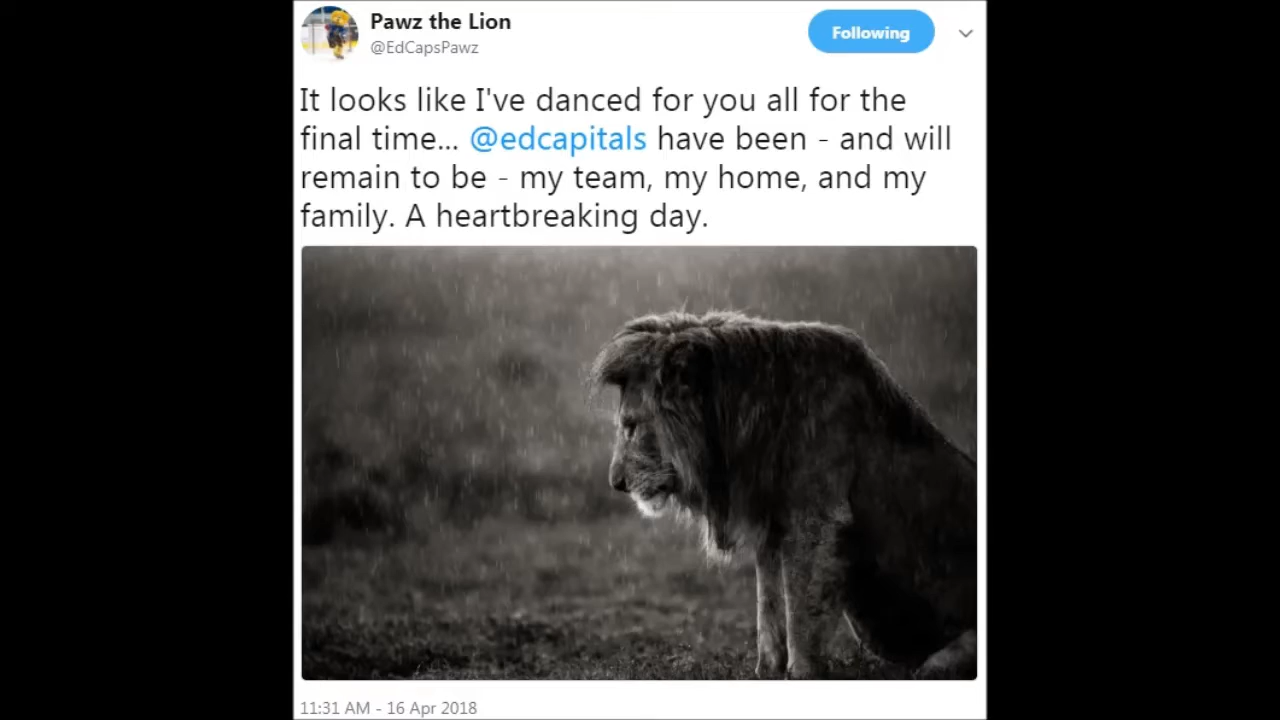 Pawz the Lion
@EdCapsPawz
Following
It looks like I've danced for you all for the
final time... @edcapitals have been - and will
remain to be - my team, my home, and my
family. A heartbreaking day.
11:31 AM - 16 Apr 2018